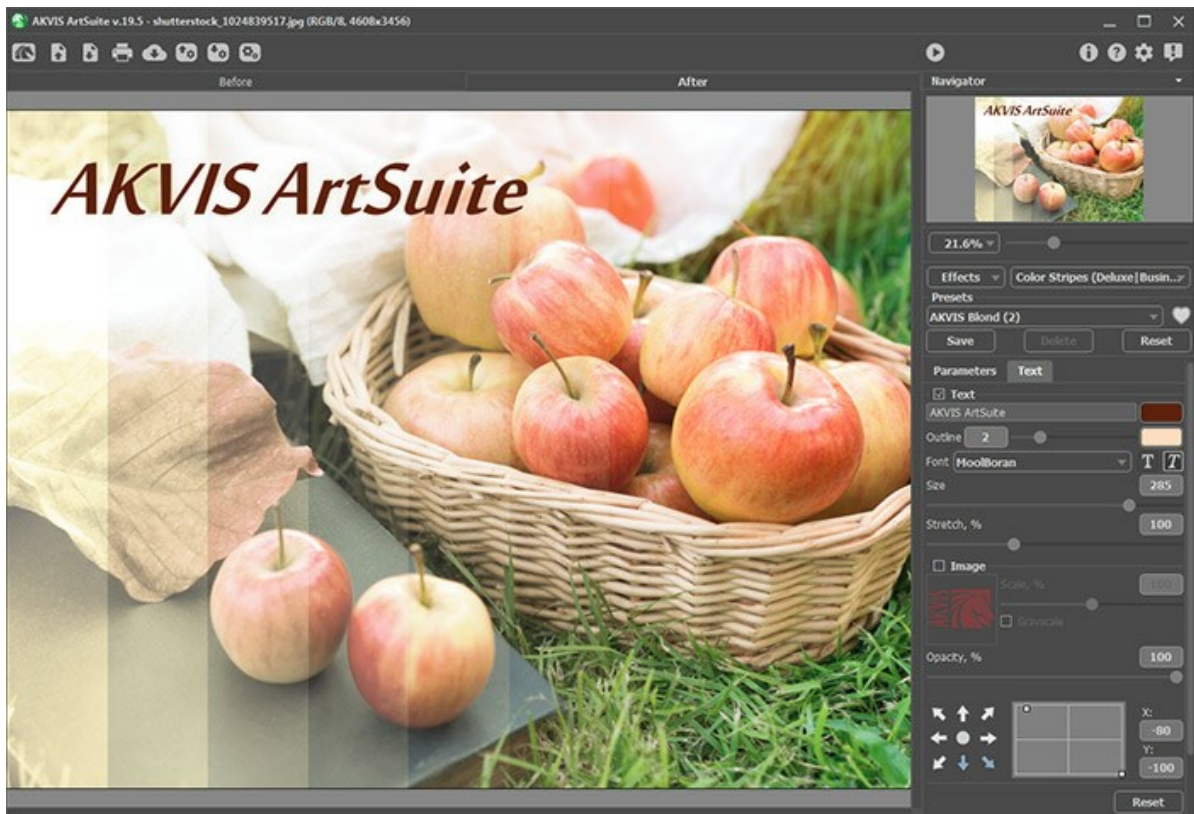 AKVIS ArtSuite v.19.5 - shutterstock_1024839517.jpg (RGB/8, 4608x3456)
Before
After
Navigator
AKVIS ArtSuite
AKVIS ArtSuite
21.6%
Effects
Color Stripes (Deluxe|Busin...
Presets
AKVIS Blond (2)
Save
Delete
Reset
Parameters
Text
Text
AKVIS ArtSuite
Outline 2
Font MoolBoran T T
Size 285
Stretch, % 100
Image
Scale, % 100
AKVIS
Grayscale
Opacity, % 100
X:
-80
Y:
-100
Reset